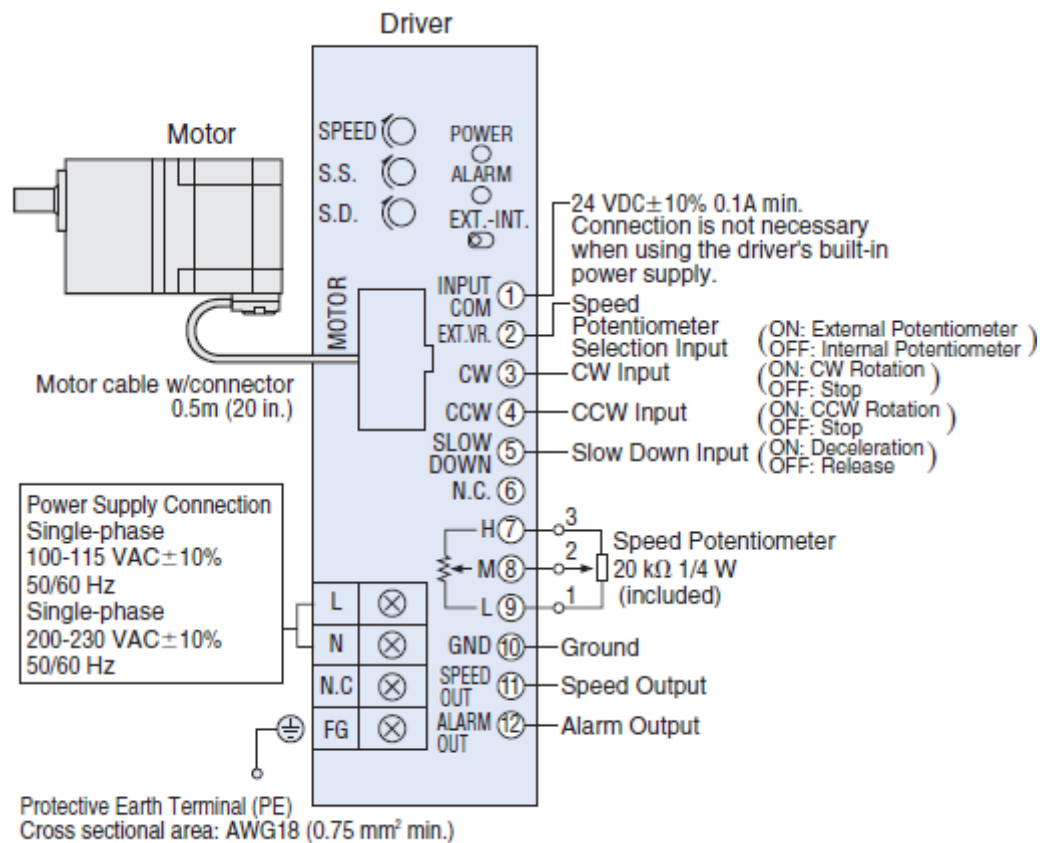 Driver
Motor
SPEED
S.S.
S.D.
POWER
ALARM
EXT.-INT.
MOTOR
Motor cable w/connector
0.5m (20 in.)
INPUT
COM
1
24 VDC±10% 0.1A min.
Connection is not necessary
when using the driver's built-in
power supply.
EXT.VR. 2
Speed
Potentiometer
Selection Input
(ON: External Potentiometer
OFF: Internal Potentiometer)
CW 3 CW Input
(ON: CW Rotation
OFF: Stop)
CCW 4 CCW Input
(ON: CCW Rotation
OFF: Stop)
SLOW
DOWN
5
Slow Down Input
(ON: Deceleration
OFF: Release)
N.C. 6
H 7 3
M 8 2
L 9 1
Speed Potentiometer
20 kΩ 1/4 W
(included)
GND 10 Ground
SPEED
OUT
11 Speed Output
ALARM
OUT
12 Alarm Output
Power Supply Connection
Single-phase
100-115 VAC±10%
50/60 Hz
Single-phase
200-230 VAC±10%
50/60 Hz
L
N
N.C
FG
Protective Earth Terminal (PE)
Cross sectional area: AWG18 (0.75 mm² min.)